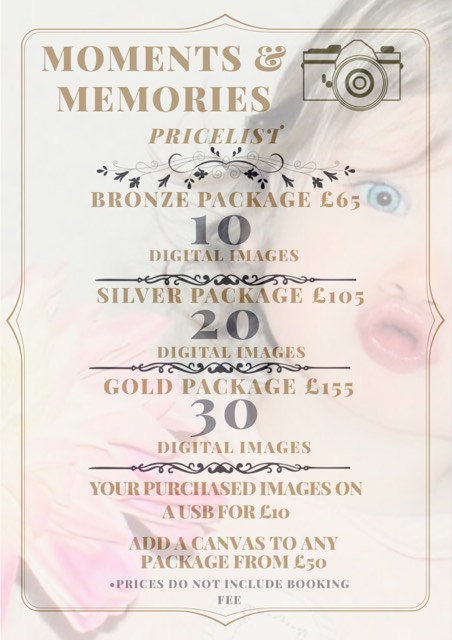 MOMENTS &
MEMORIES
PRICELIST
BRONZE PACKAGE £65
10
DIGITAL IMAGES
SILVER PACKAGE £105
20
DIGITAL IMAGES
GOLD PACKAGE £155
30
DIGITAL IMAGES
YOUR PURCHASED IMAGES ON
A USB FOR £10
ADD A CANVAS TO ANY
PACKAGE FROM £50
•PRICES DO NOT INCLUDE BOOKING
FEE